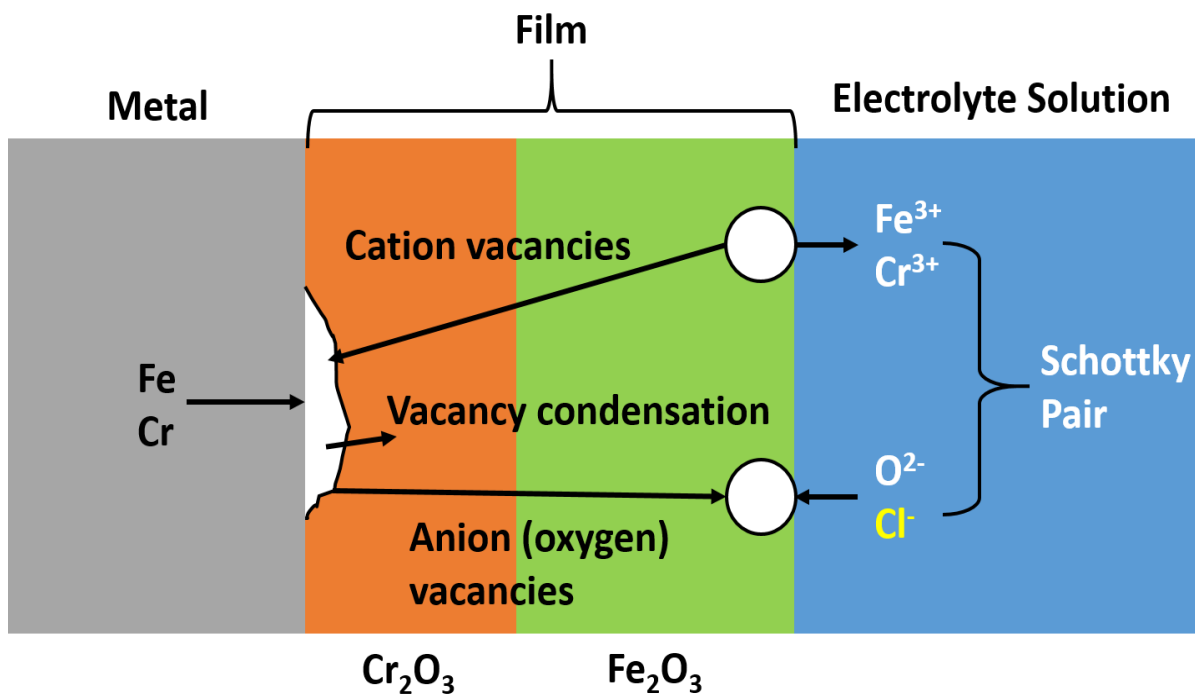 Film
Metal
Electrolyte Solution
Cation vacancies
Fe³⁺
Cr³⁺
Fe
Cr
Vacancy condensation
Schottky
Pair
O²⁻
Cl⁻
Anion (oxygen)
vacancies
Cr₂O₃
Fe₂O₃